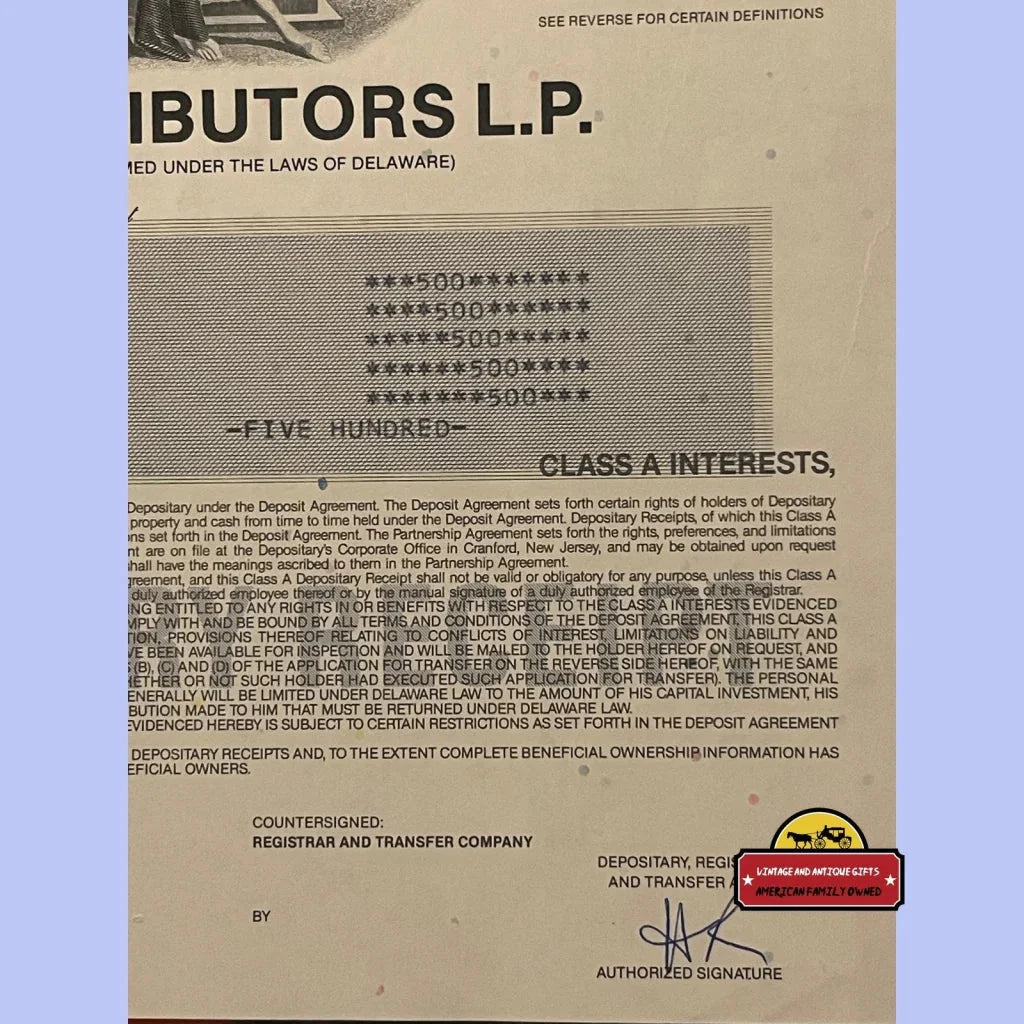 SEE REVERSE FOR CERTAIN DEFINITIONS
IBUTORS L.P.
MED UNDER THE LAWS OF DELAWARE)
***500*******
****500******
*****500*****
******500****
*******500***
-FIVE HUNDRED-
CLASS A INTERESTS,
Depositary under the Deposit Agreement. The Deposit Agreement sets forth certain rights of holders of Depositary
property and cash from time to time held under the Deposit Agreement. Depositary Receipts, of which this Class A
ns set forth in the Deposit Agreement. The Partnership Agreement sets forth the rights, preferences, and limitations
nt are on file at the Depositary's Corporate Office in Cranford, New Jersey, and may be obtained upon request
hall have the meanings ascribed to them in the Partnership Agreement.
reement, and this Class A Depositary Receipt shall not be valid or obligatory for any purpose, unless this Class A
duly authorized employee thereof or by the manual signature of a duly authorized employee of the Registrar.
NG ENTITLED TO ANY RIGHTS IN OR BENEFITS WITH RESPECT TO THE CLASS A INTERESTS EVIDENCED
MPLY WITH AND BE BOUND BY ALL TERMS AND CONDITIONS OF THE DEPOSIT AGREEMENT, THIS CLASS A
TION, PROVISIONS THEREOF RELATING TO CONFLICTS OF INTEREST, LIMITATIONS ON LIABILITY AND
VE BEEN AVAILABLE FOR INSPECTION AND WILL BE MAILED TO THE HOLDER HEREOF ON REQUEST, AND
(B), (C) AND (D) OF THE APPLICATION FOR TRANSFER ON THE REVERSE SIDE HEREOF, WITH THE SAME
HETHER OR NOT SUCH HOLDER HAD EXECUTED SUCH APPLICATION FOR TRANSFER). THE PERSONAL
ENERALLY WILL BE LIMITED UNDER DELAWARE LAW TO THE AMOUNT OF HIS CAPITAL INVESTMENT, HIS
BUTION MADE TO HIM THAT MUST BE RETURNED UNDER DELAWARE LAW.
EVIDENCED HEREBY IS SUBJECT TO CERTAIN RESTRICTIONS AS SET FORTH IN THE DEPOSIT AGREEMENT
DEPOSITARY RECEIPTS AND, TO THE EXTENT COMPLETE BENEFICIAL OWNERSHIP INFORMATION HAS
EFICIAL OWNERS.
COUNTERSIGNED:
REGISTRAR AND TRANSFER COMPANY
DEPOSITARY, REGIS
AND TRANSFER A
VINTAGE AND ANTIQUE GIFTS
AMERICAN FAMILY OWNED
BY
AUTHORIZED SIGNATURE